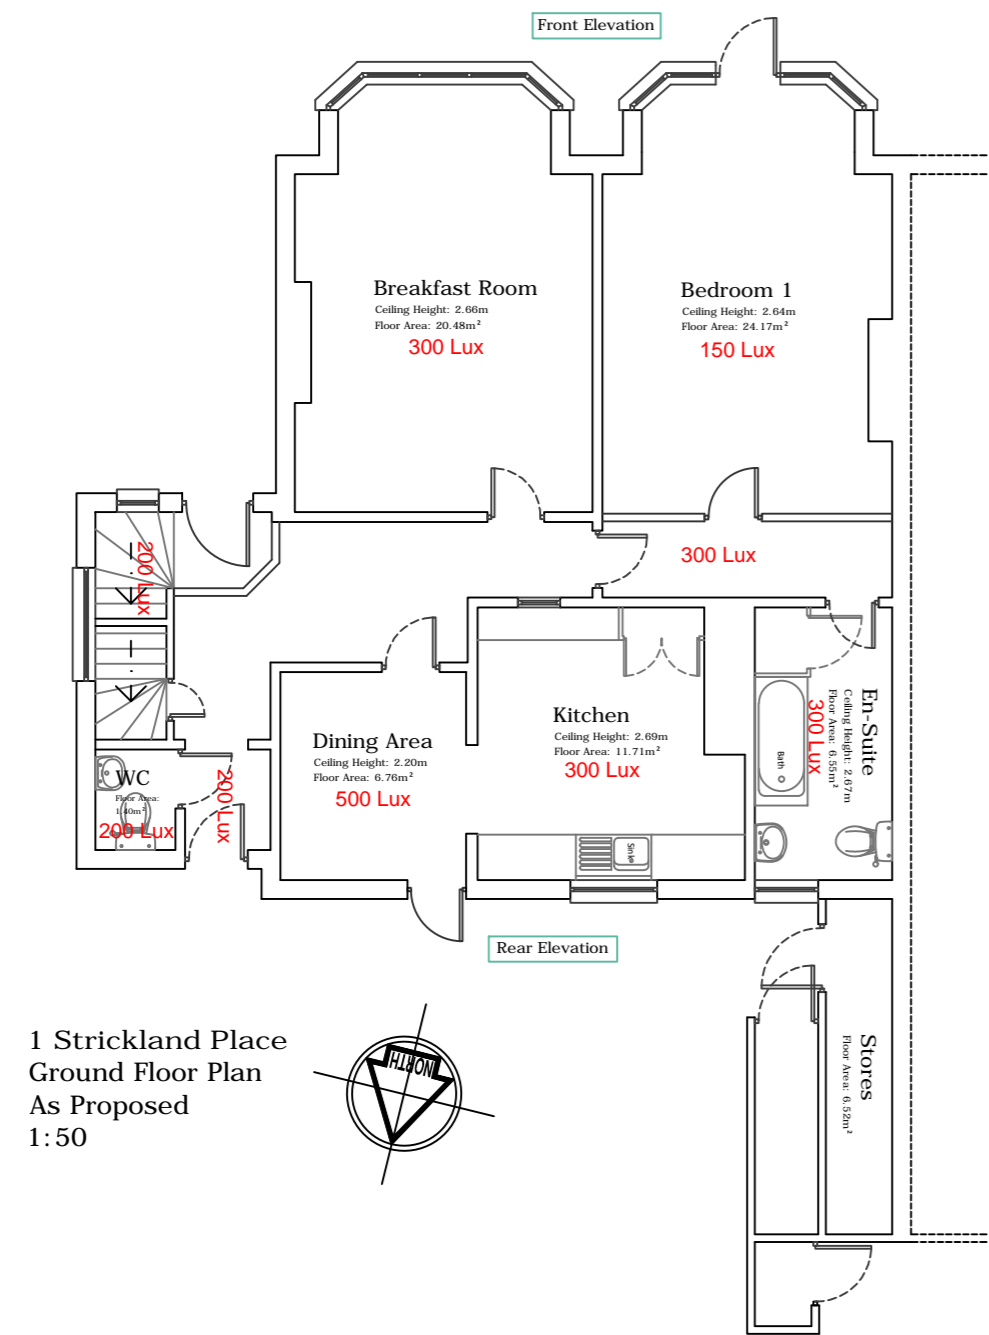 Front Elevation
Breakfast Room
Ceiling Height: 2.66m
Floor Area: 20.48m²
300 Lux
Bedroom 1
Ceiling Height: 2.64m
Floor Area: 24.17m²
150 Lux
200 Lux
300 Lux
Dining Area
Ceiling Height: 2.20m
Floor Area: 6.76m²
500 Lux
Kitchen
Ceiling Height: 2.69m
Floor Area: 11.71m²
300 Lux
Sink
En-Suite
Ceiling Height: 2.67m
Floor Area: 6.55m²
300 Lux
Bath
WC
Floor Area:
1.40m²
200 Lux
200 Lux
Rear Elevation
Stores
Floor Area: 6.52m²
1 Strickland Place
Ground Floor Plan
As Proposed
1:50
NORTH